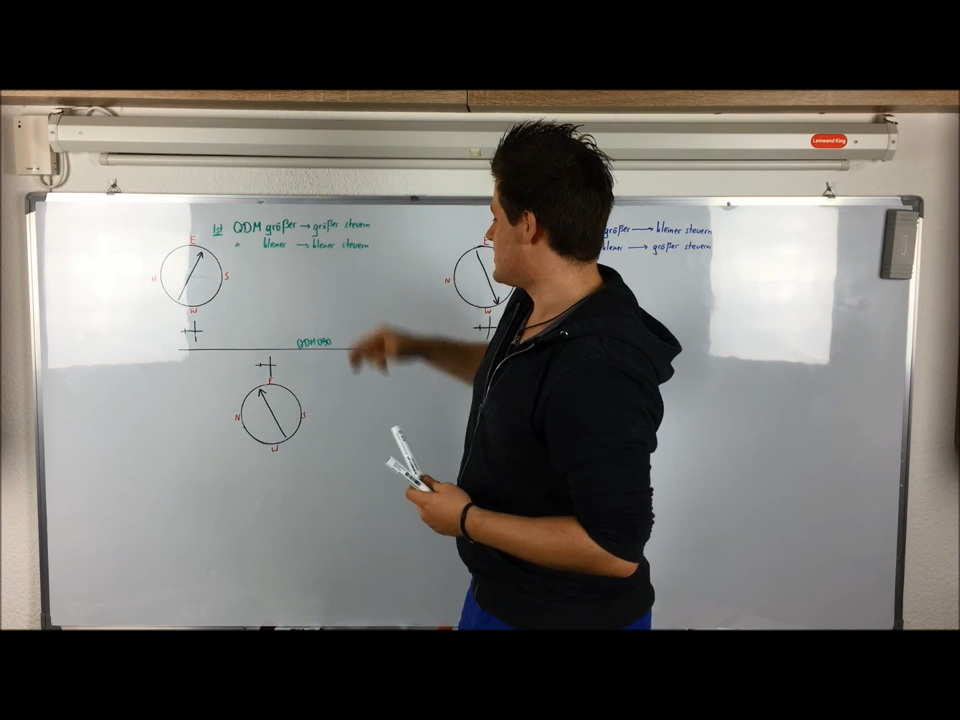 Leinwand King
Ist QDM größer → größer steuern
" kleiner → kleiner steuern
größer → kleiner steuern
kleiner → größer steuern
E
N S
W
E
N
W
QDM 090
E
N S
W